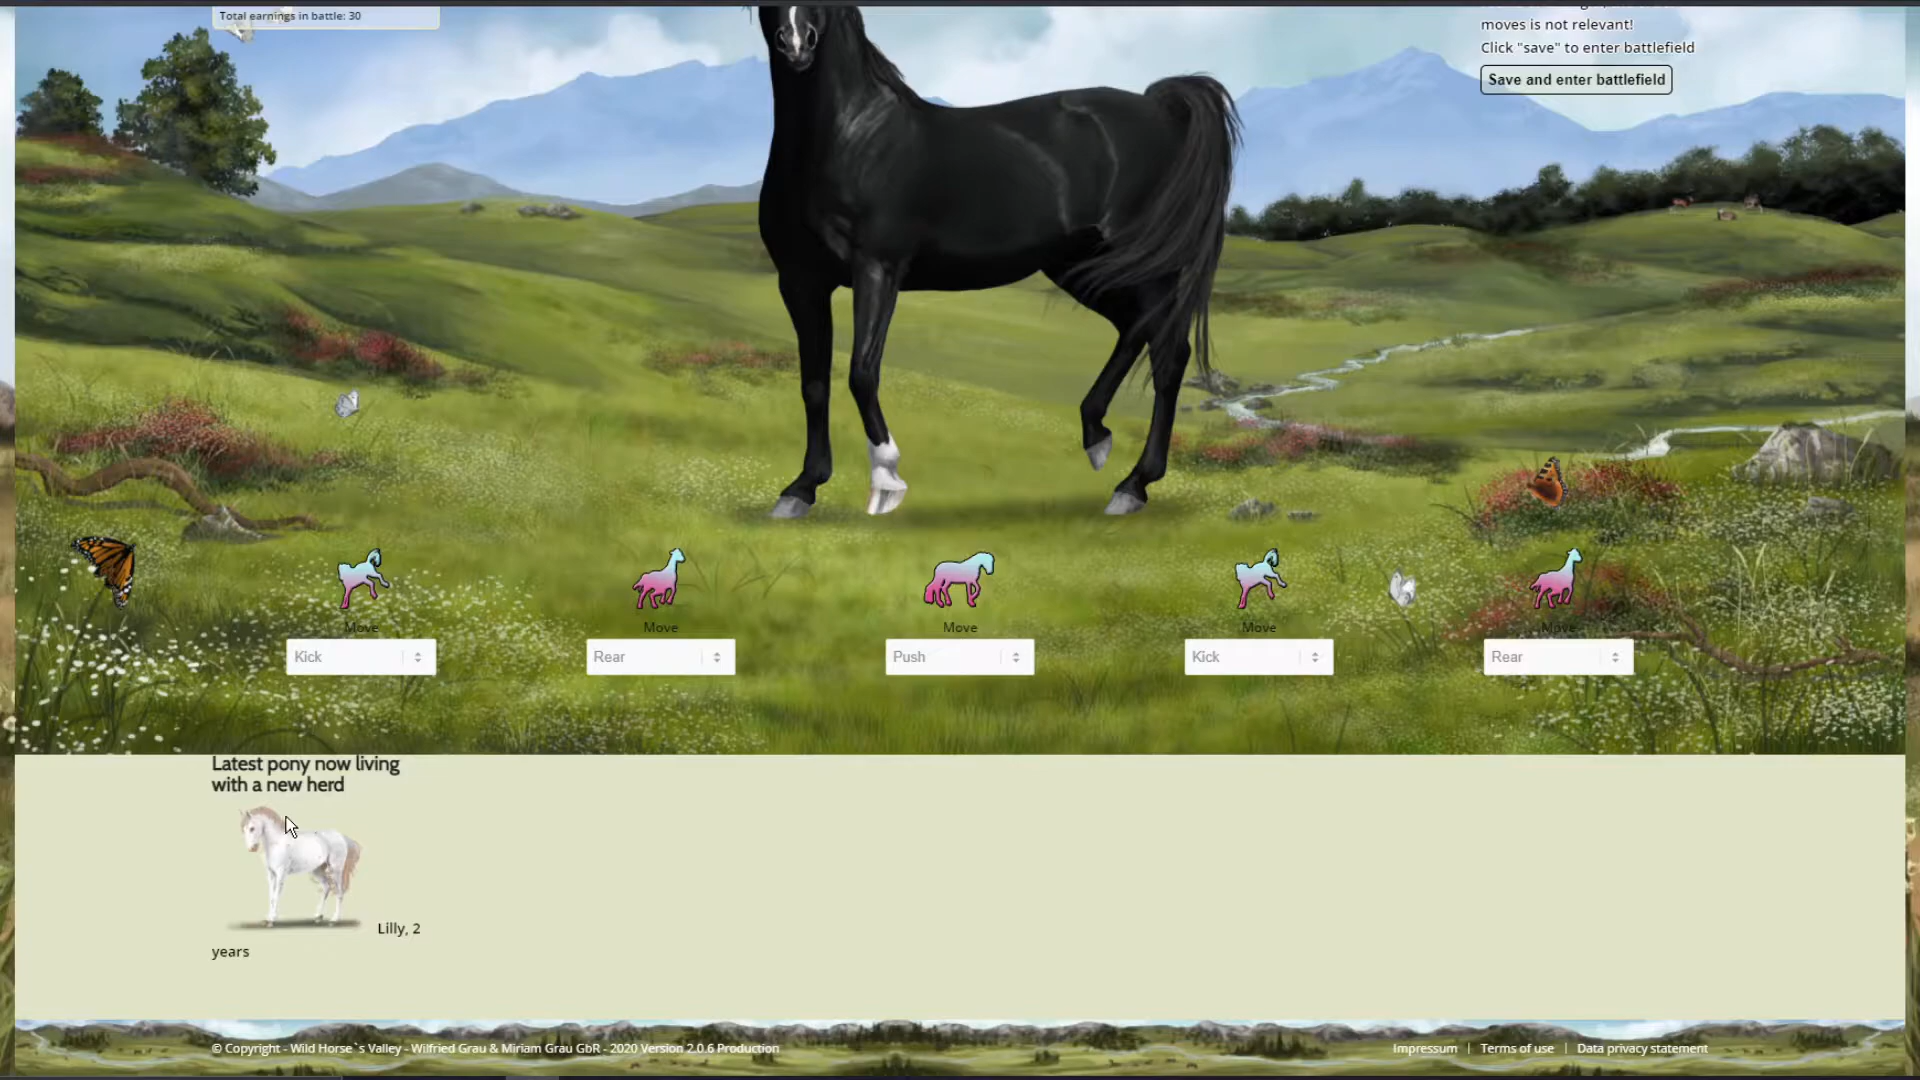 Total earnings in battle: 30
moves is not relevant!
Click "save" to enter battlefield
Save and enter battlefield
Move
Move
Move
Move
Move
Kick
Rear
Push
Kick
Rear
Latest pony now living
with a new herd
Lilly, 2
years
© Copyright - Wild Horse`s Valley - Wilfried Grau & Miriam Grau GbR - 2020 Version 2.0.6 Production
Impressum | Terms of use | Data privacy statement